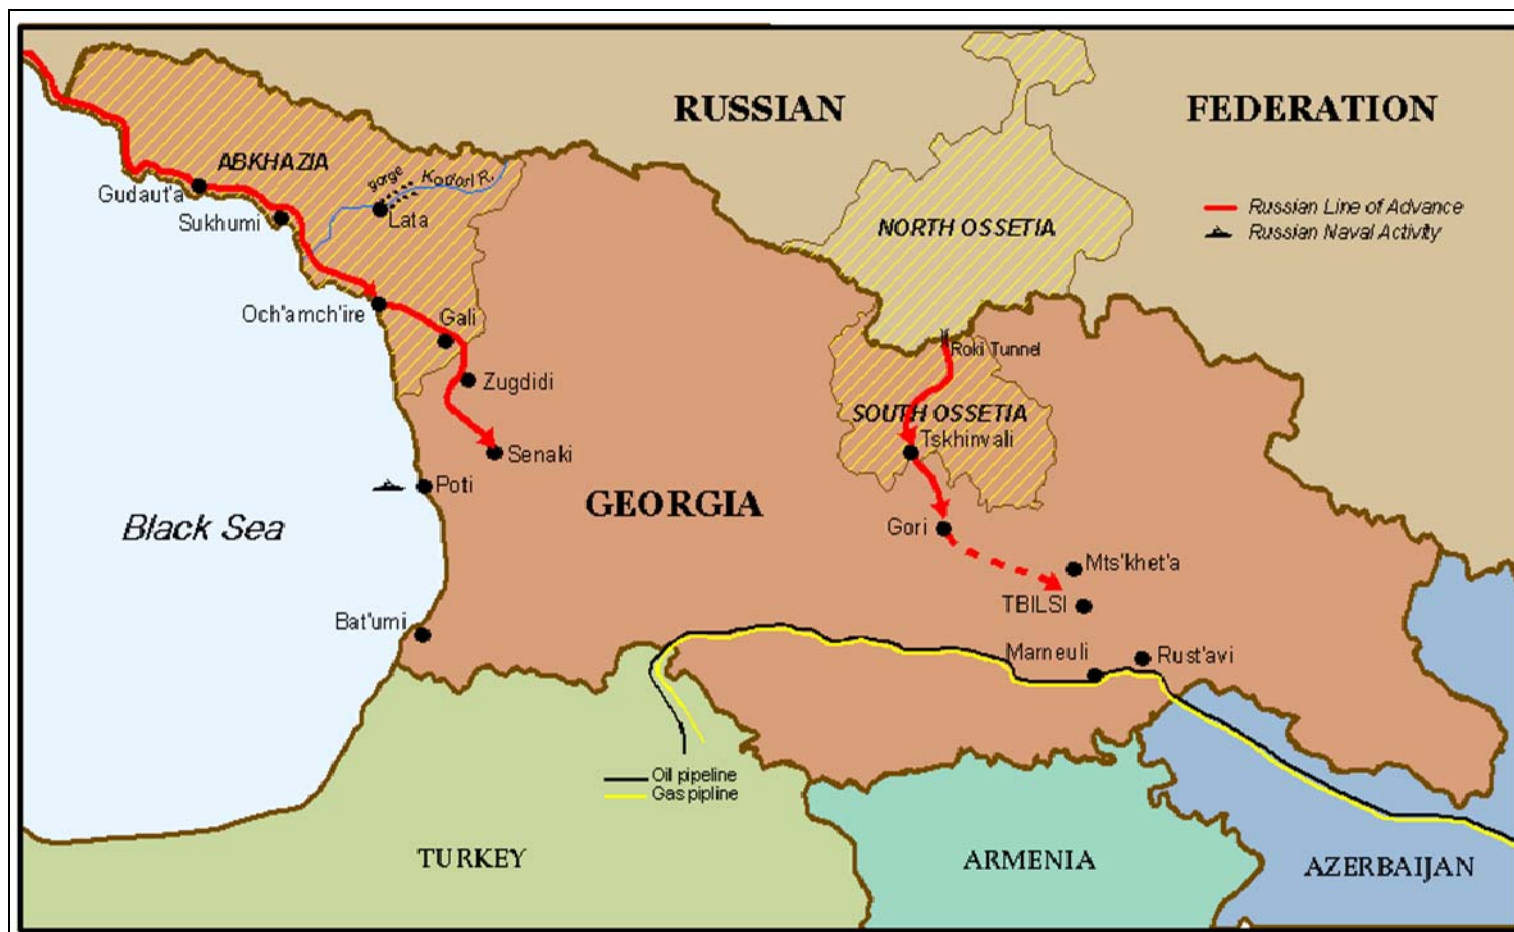 RUSSIAN FEDERATION
ABKHAZIA
gorge
Kodori R.
Gudaut'a
Sukhumi
Lata
NORTH OSSETIA
Russian Line of Advance
Russian Naval Activity
Och'amch'ire
Gali
Roki Tunnel
Zugdidi
SOUTH OSSETIA
Tskhinvali
Senaki
Poti
GEORGIA
Black Sea
Gori
Mts'khet'a
TBILSI
Bat'umi
Marneuli
Rust'avi
Oil pipeline
Gas pipline
TURKEY
ARMENIA
AZERBAIJAN